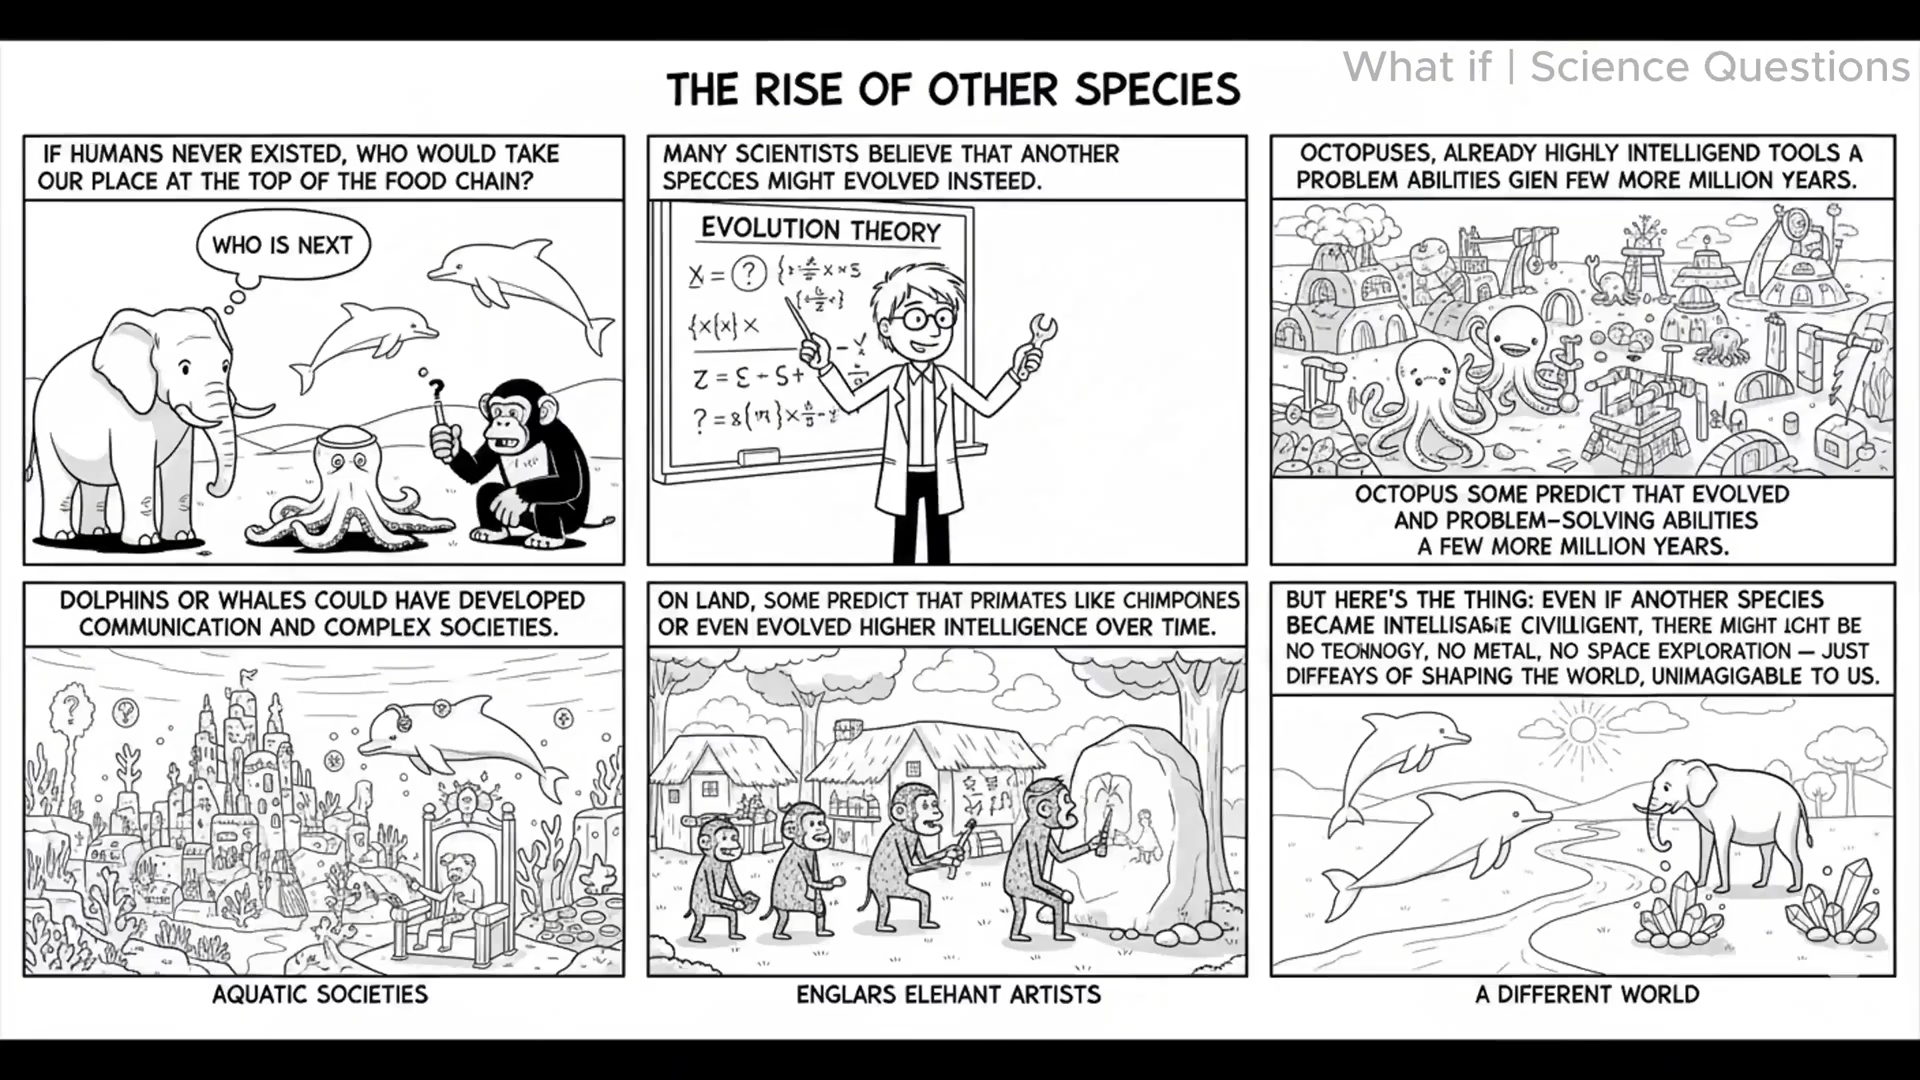 What if | Science Questions
THE RISE OF OTHER SPECIES
IF HUMANS NEVER EXISTED, WHO WOULD TAKE
OUR PLACE AT THE TOP OF THE FOOD CHAIN?
WHO IS NEXT
?
MANY SCIENTISTS BELIEVE THAT ANOTHER
SPECCES MIGHT EVOLVED INSTEED.
EVOLUTION THEORY
X = ?
{x{x} X
OCTOPUSES, ALREADY HIGHLY INTELLIGEND TOOLS A
PROBLEM ABILITIES GIEN FEW MORE MILLION YEARS.
OCTOPUS SOME PREDICT THAT EVOLVED
AND PROBLEM-SOLVING ABILITIES
A FEW MORE MILLION YEARS.
DOLPHINS OR WHALES COULD HAVE DEVELOPED
COMMUNICATION AND COMPLEX SOCIETIES.
?
AQUATIC SOCIETIES
ON LAND, SOME PREDICT THAT PRIMATES LIKE
OR EVEN EVOLVED HIGHER INTELLIGENCE OVER TIME.
ENGLARS ELEHANT ARTISTS
BUT HERE'S THE THING: EVEN IF ANOTHER SPECIES
BECAME CIVILLIGENT, THERE MIGHT BE
NO TECHNOGY, NO METAL, NO SPACE EXPLORATION — JUST
DIFFEAYS OF SHAPING THE WORLD, UNIMAGIGABLE TO US.
A DIFFERENT WORLD